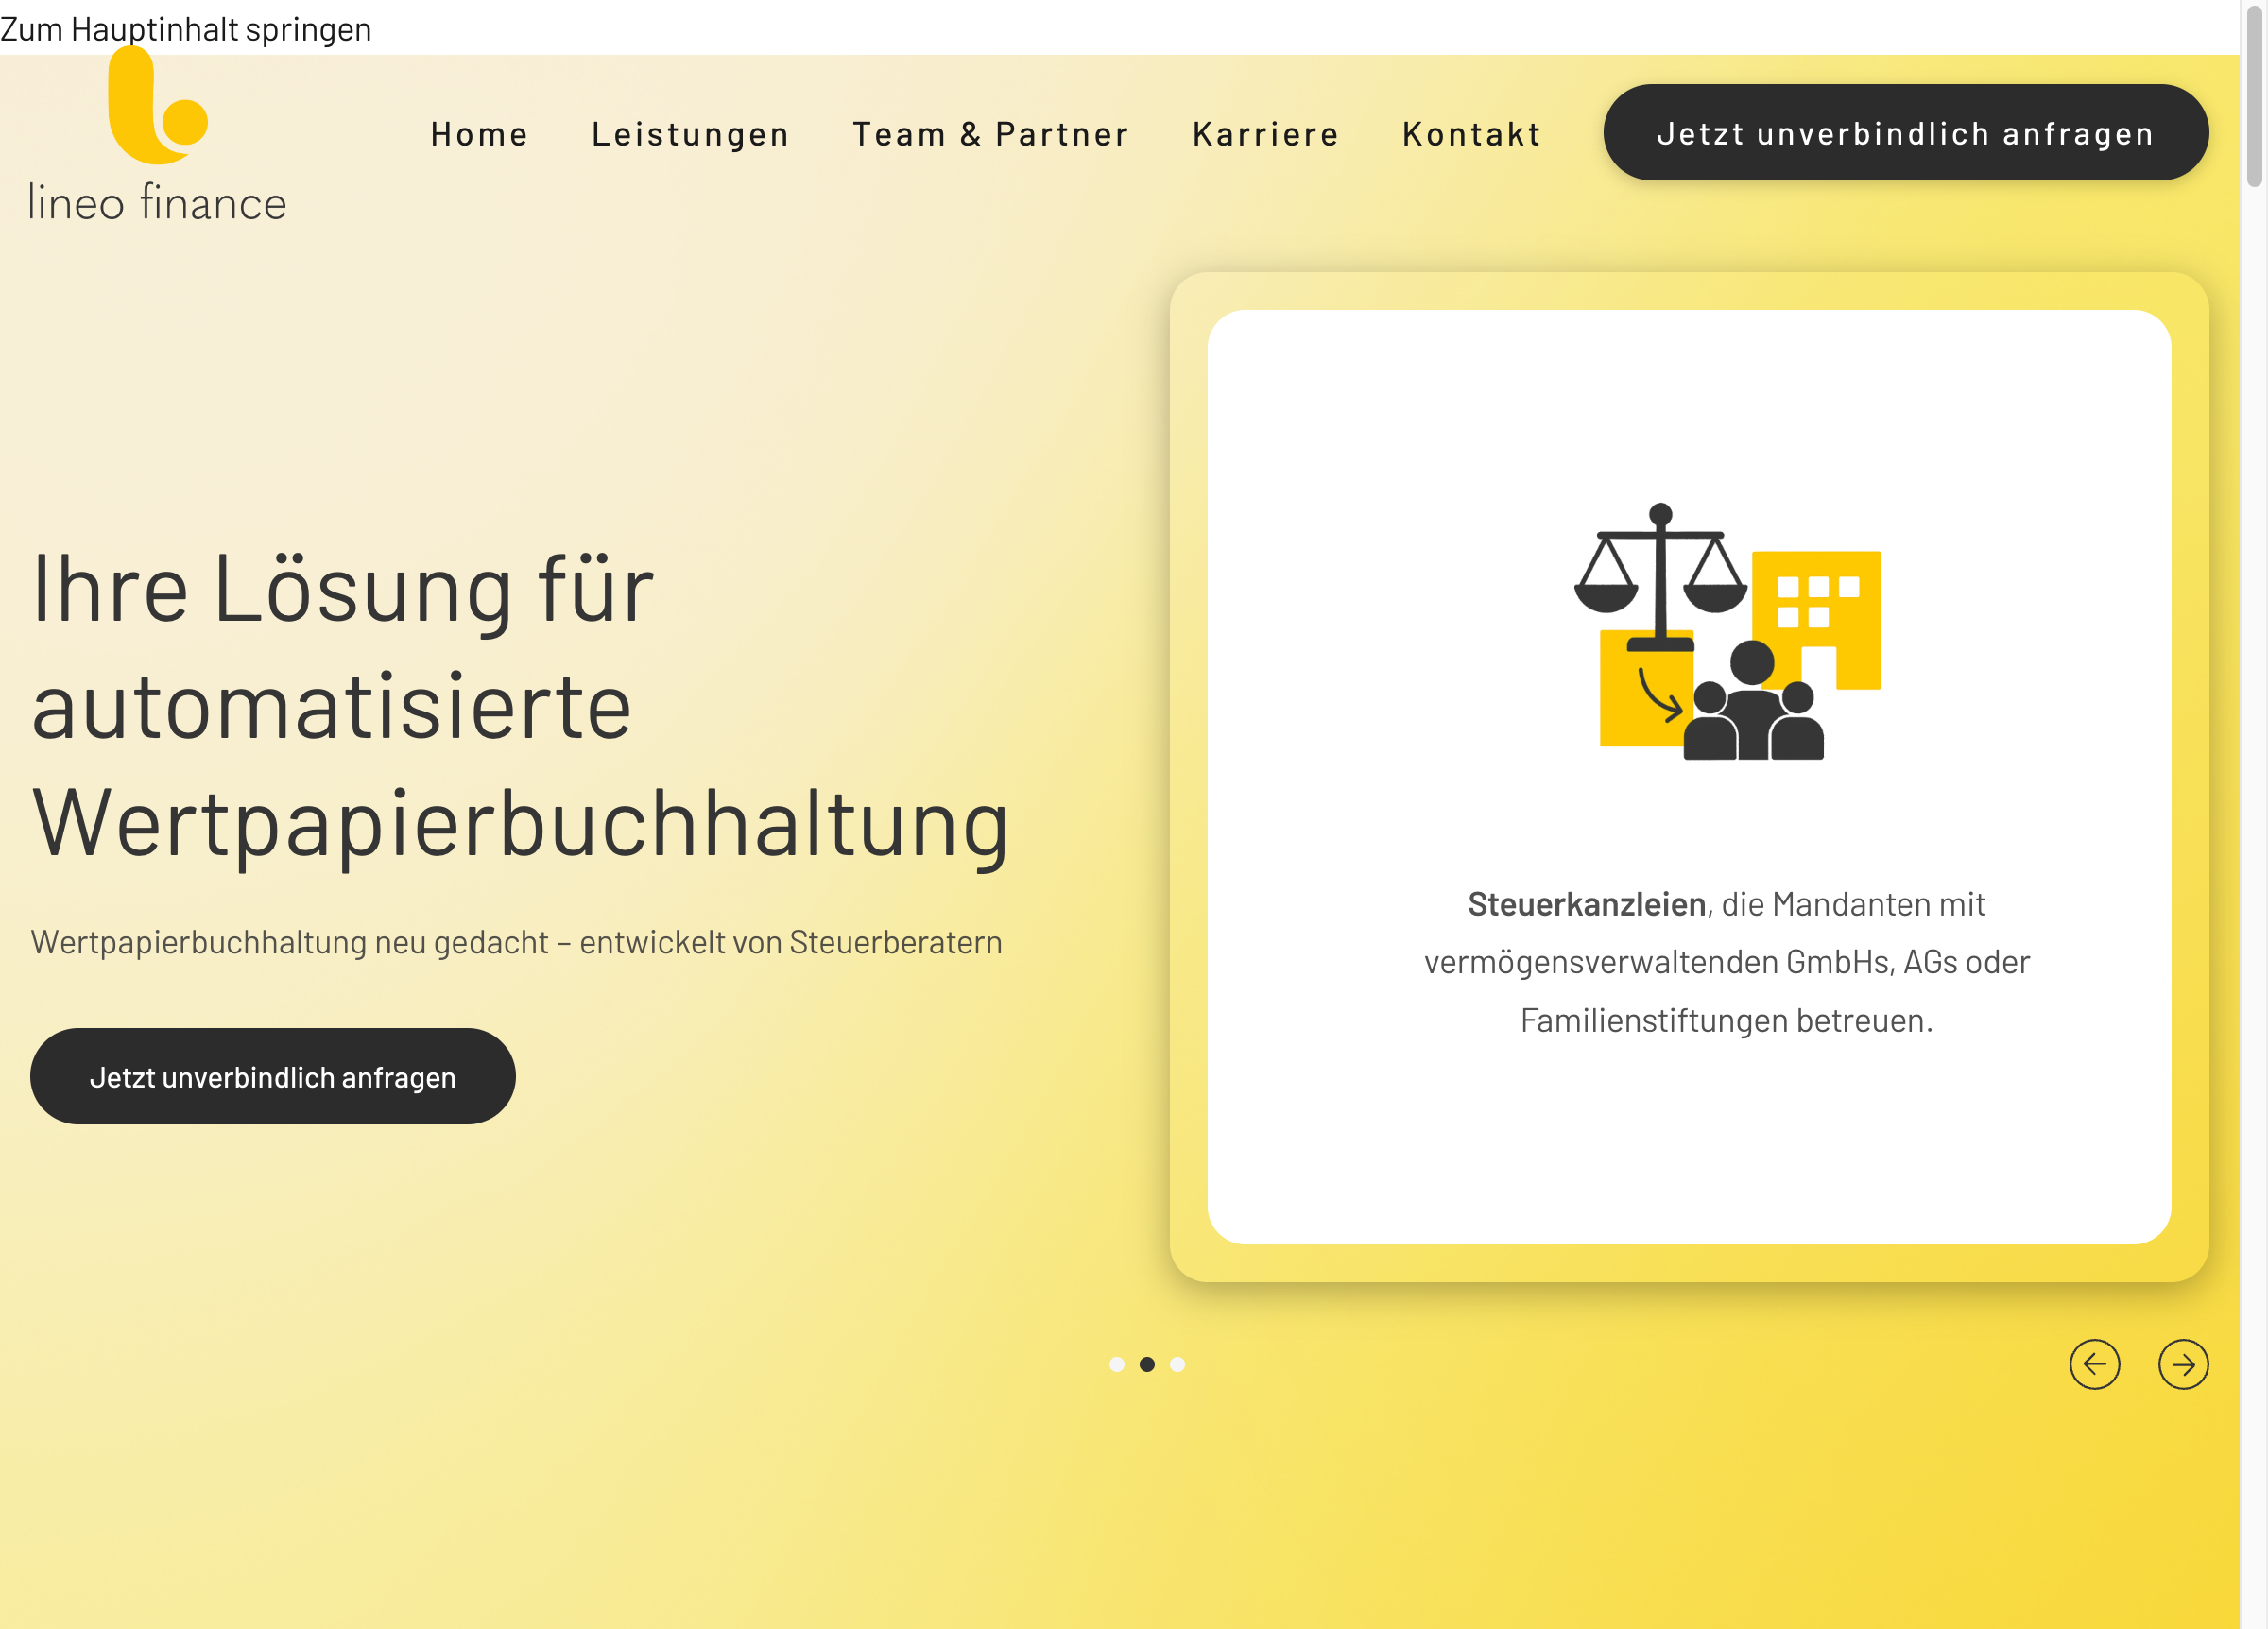 Zum Hauptinhalt springen
lineo finance
Home
Leistungen
Team & Partner
Karriere
Kontakt
Jetzt unverbindlich anfragen
Ihre Lösung für
automatisierte
Wertpapierbuchhaltung
Wertpapierbuchhaltung neu gedacht – entwickelt von Steuerberatern
Jetzt unverbindlich anfragen
Steuerkanzleien, die Mandanten mit
vermögensverwaltenden GmbHs, AGs oder
Familienstiftungen betreuen.